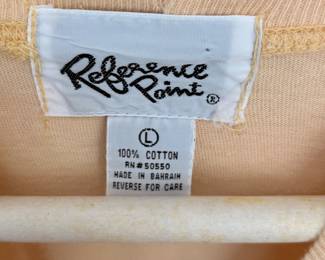 Reference
Point ®
L
100% COTTON
RN# 50550
MADE IN BAHRAIN
REVERSE FOR CARE